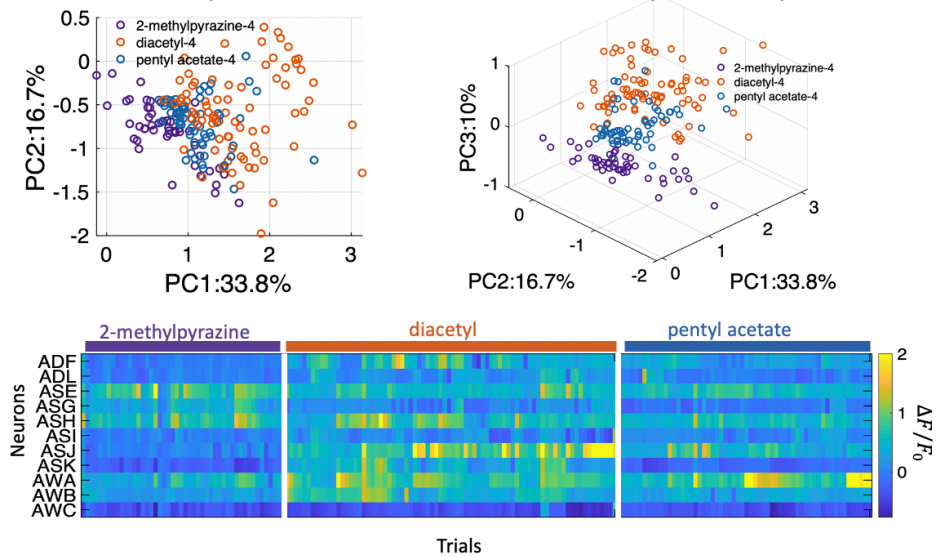 0.5
0
-0.5
-1
-1.5
-2
PC2:16.7%
2-methylpyrazine-4
diacetyl-4
pentyl acetate-4
0
1
2
3
PC1:33.8%
1
0
-1
PC3:10%
2-methylpyrazine-4
diacetyl-4
pentyl acetate-4
0
-1
-2
PC2:16.7%
0
1
2
3
PC1:33.8%
2-methylpyrazine
diacetyl
pentyl acetate
Neurons
ADF
ADL
ASE
ASG
ASH
ASI
ASJ
ASK
AWA
AWB
AWC
2
1
0
ΔF/F0
Trials